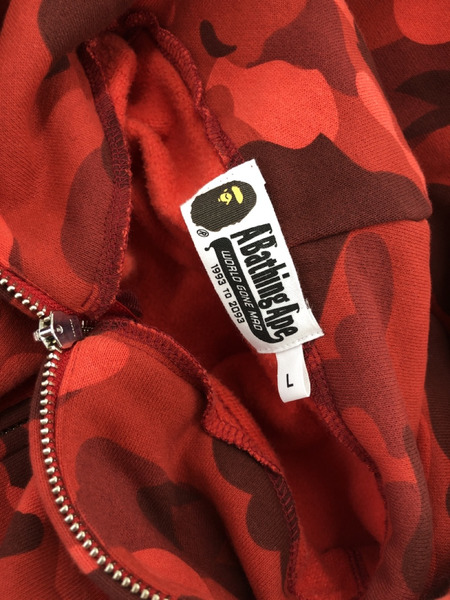 ®
A Bathing Ape
WORLD GONE MAD
1993 TO 2093
L